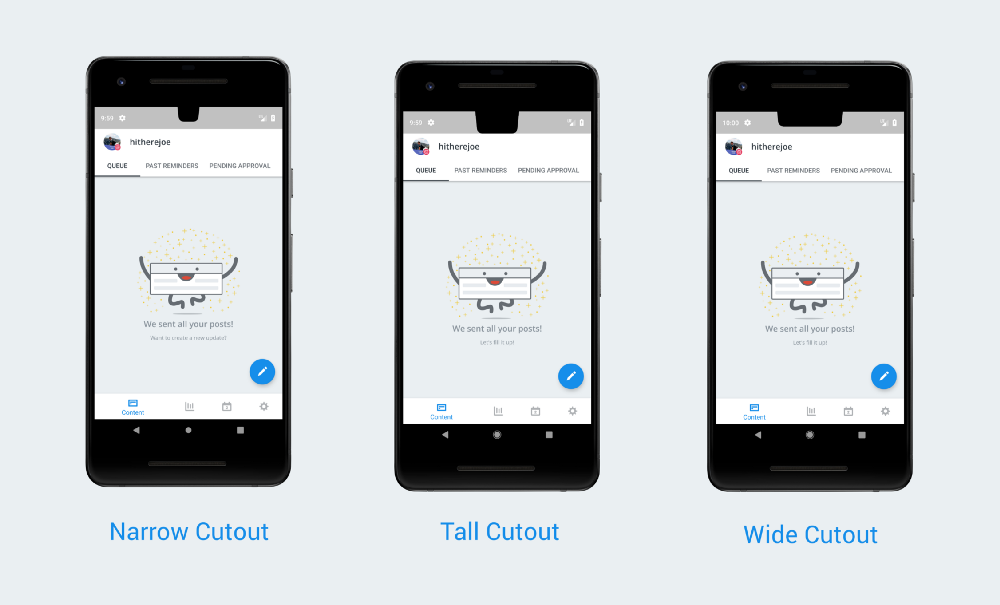 9:59
hitherejoe
QUEUE PAST REMINDERS PENDING APPROVAL
We sent all your posts!
Want to create a new update?
Content
Narrow Cutout
9:59
hitherejoe
QUEUE PAST REMINDERS PENDING APPROVAL
We sent all your posts!
Let's fill it up!
Content
Tall Cutout
10:00
hitherejoe
QUEUE PAST REMINDERS PENDING APPROVAL
We sent all your posts!
Let's fill it up!
Content
Wide Cutout